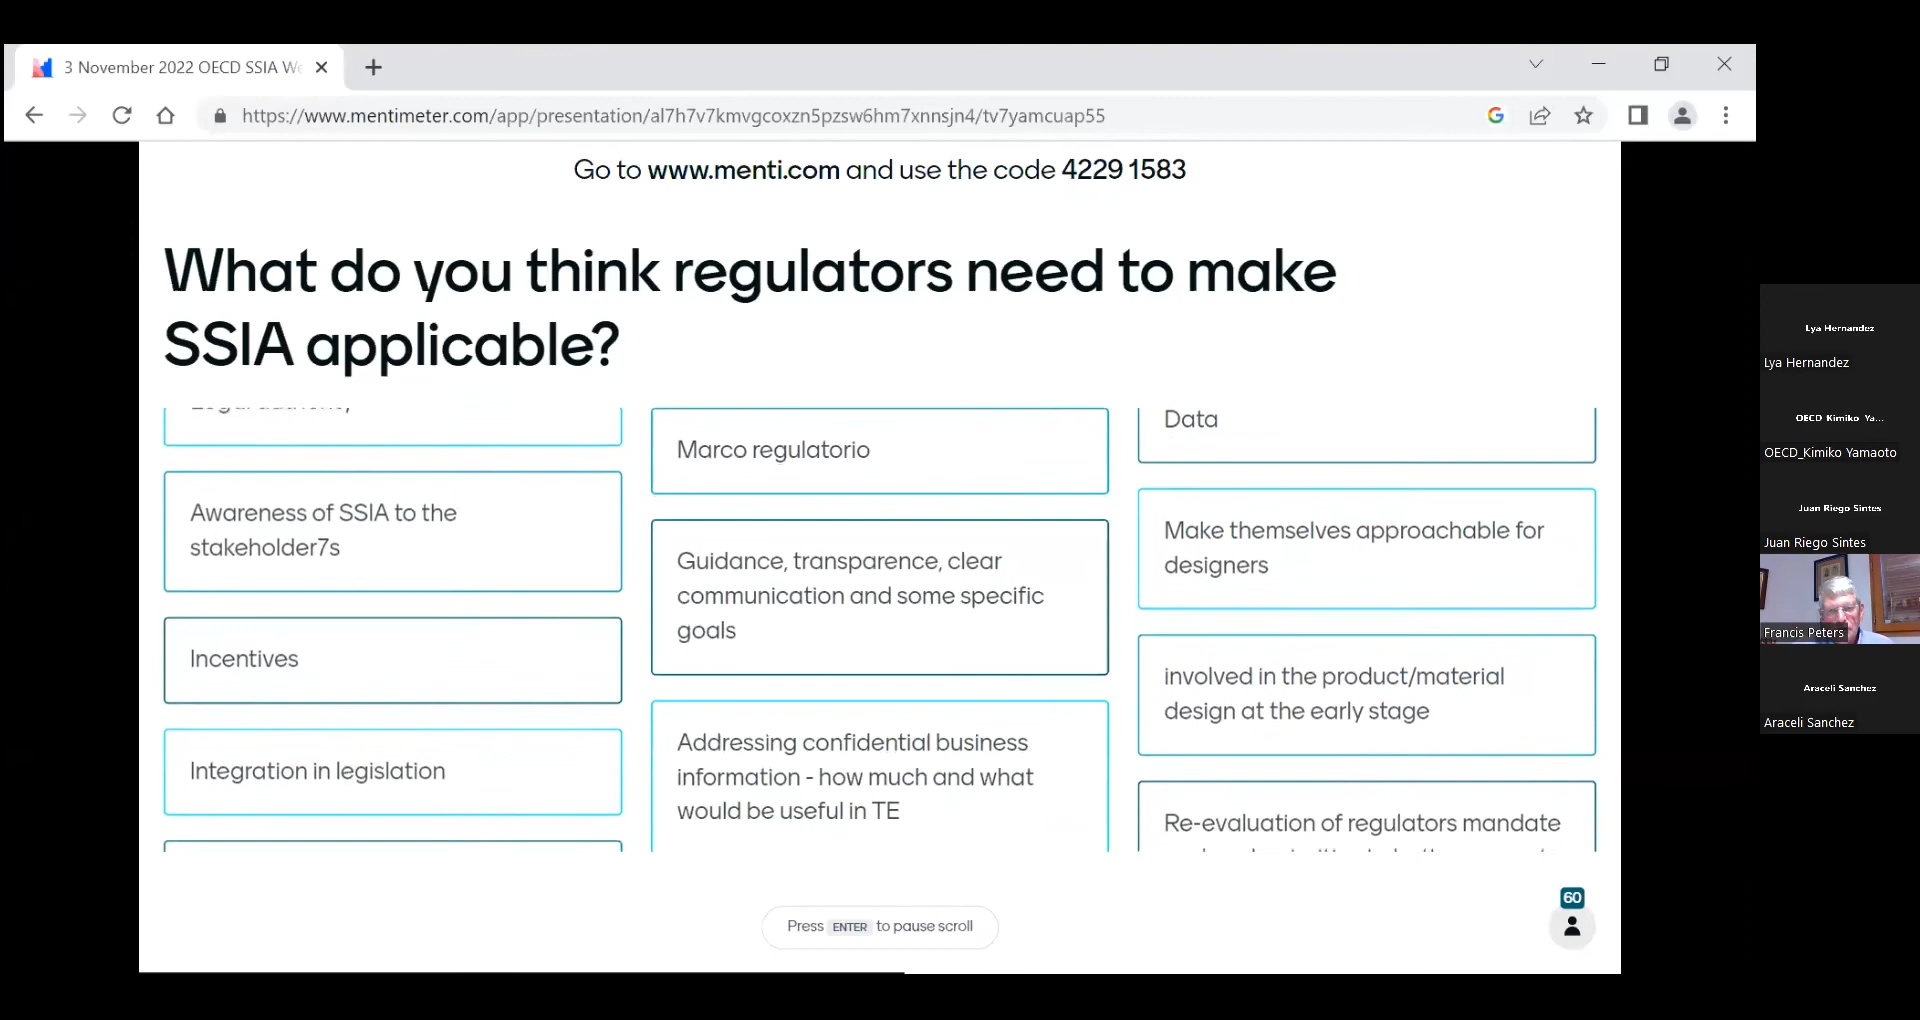 3 November 2022 OECD SSIA We
https://www.mentimeter.com/app/presentation/al7h7v7kmvgcoxzn5pzsw6hm7xnnsjn4/tv7yamcuap55
Go to www.menti.com and use the code 4229 1583
What do you think regulators need to make
SSIA applicable?
Awareness of SSIA to the
stakeholder7s
Incentives
Integration in legislation
Marco regulatorio
Guidance, transparence, clear
communication and some specific
goals
Addressing confidential business
information - how much and what
would be useful in TE
Data
Make themselves approachable for
designers
involved in the product/material
design at the early stage
Re-evaluation of regulators mandate
60
Press ENTER to pause scroll
Lya Hernandez
Lya Hernandez
OECD_Kimiko Ya...
OECD_Kimiko Yamaoto
Juan Riego Sintes
Juan Riego Sintes
Francis Peters
Araceli Sanchez
Araceli Sanchez